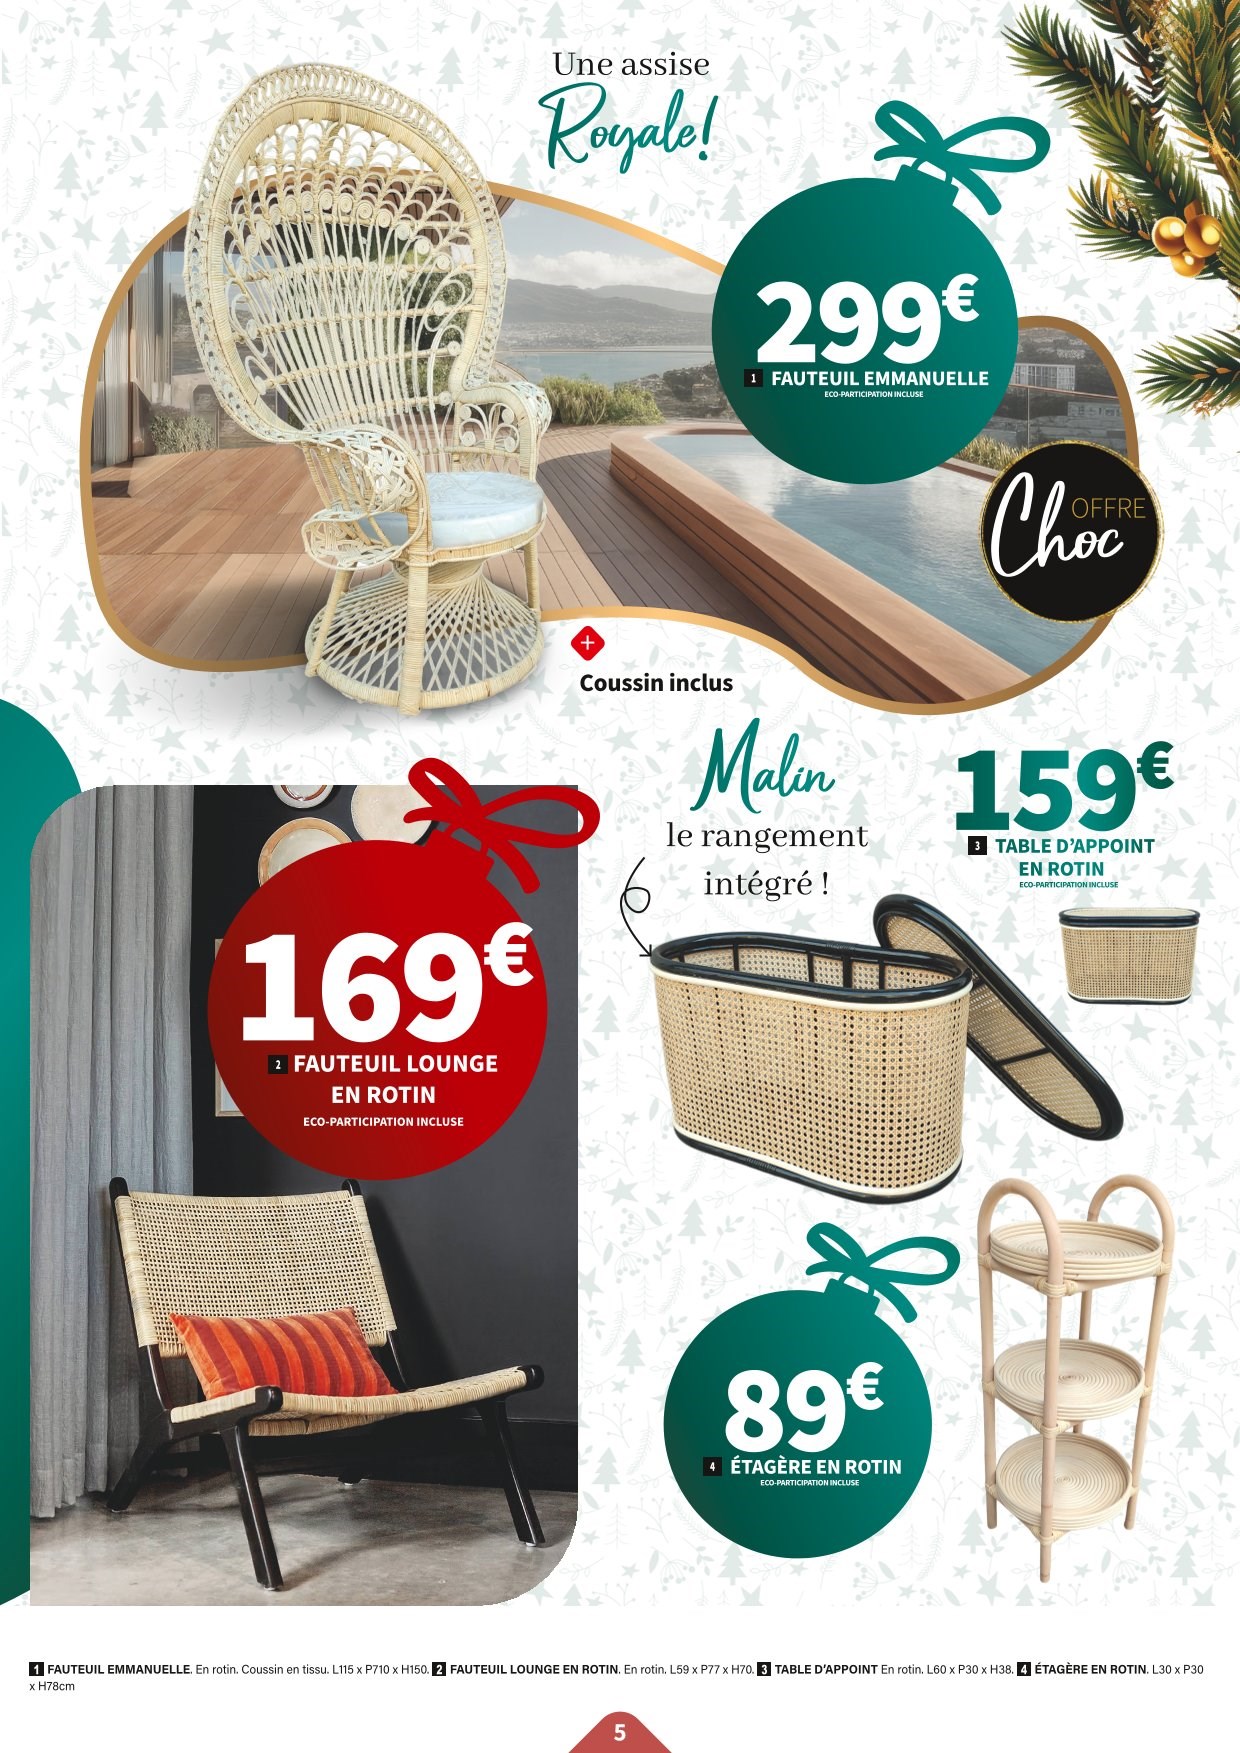 Une assise
Royale!
299€
1 FAUTEUIL EMMANUELLE
ECO-PARTICIPATION INCLUSE
OFFRE
Choc
+
Coussin inclus
Malin
le rangement
intégré !
159€
3 TABLE D'APPOINT
EN ROTIN
ECO-PARTICIPATION INCLUSE
169€
2 FAUTEUIL LOUNGE
EN ROTIN
ECO-PARTICIPATION INCLUSE
89€
4 ÉTAGÈRE EN ROTIN
ECO-PARTICIPATION INCLUSE
1 FAUTEUIL EMMANUELLE. En rotin. Coussin en tissu. L115 x P710 x H150. 2 FAUTEUIL LOUNGE EN ROTIN. En rotin. L59 x P77 x H70. 3 TABLE D'APPOINT En rotin. L60 x P30 x H38. 4 ÉTAGÈRE EN ROTIN. L30 x P30
x H78cm
5